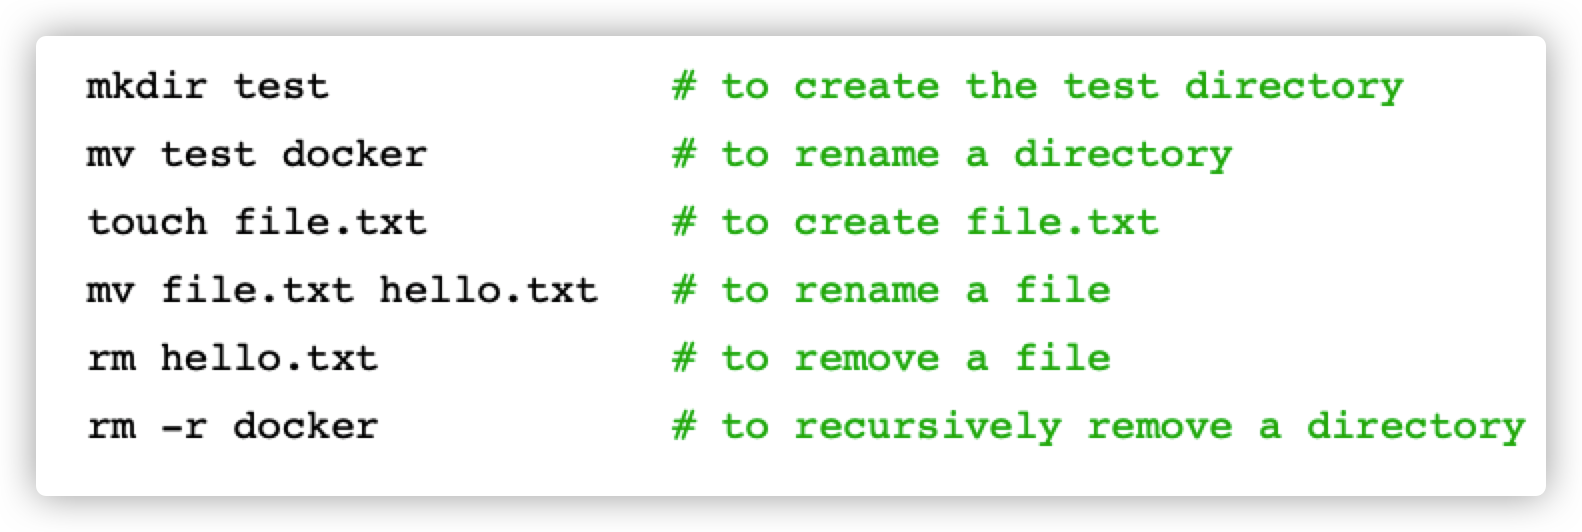 mkdir test # to create the test directory
mv test docker # to rename a directory
touch file.txt # to create file.txt
mv file.txt hello.txt # to rename a file
rm hello.txt # to remove a file
rm -r docker # to recursively remove a directory